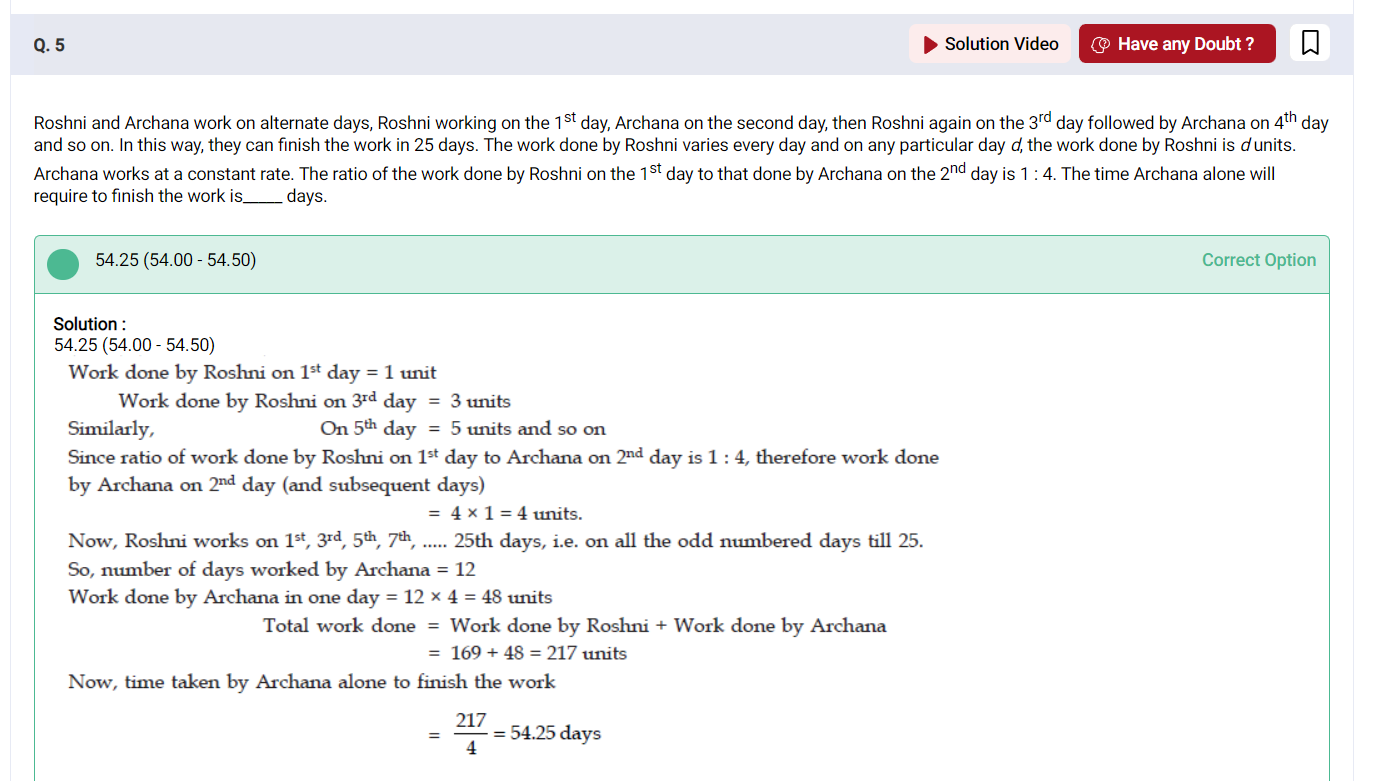 Q. 5
Solution Video
Have any Doubt ?
Roshni and Archana work on alternate days, Roshni working on the 1st day, Archana on the second day, then Roshni again on the 3rd day followed by Archana on 4th day
and so on. In this way, they can finish the work in 25 days. The work done by Roshni varies every day and on any particular day d, the work done by Roshni is d units.
Archana works at a constant rate. The ratio of the work done by Roshni on the 1st day to that done by Archana on the 2nd day is 1 : 4. The time Archana alone will
require to finish the work is_____ days.
54.25 (54.00 - 54.50)
Correct Option
Solution :
54.25 (54.00 - 54.50)
Work done by Roshni on 1st day = 1 unit
Work done by Roshni on 3rd day = 3 units
Similarly, On 5th day = 5 units and so on
Since ratio of work done by Roshni on 1st day to Archana on 2nd day is 1 : 4, therefore work done
by Archana on 2nd day (and subsequent days)
= 4 × 1 = 4 units.
Now, Roshni works on 1st, 3rd, 5th, 7th, ..... 25th days, i.e. on all the odd numbered days till 25.
So, number of days worked by Archana = 12
Work done by Archana in one day = 12 × 4 = 48 units
Total work done = Work done by Roshni + Work done by Archana
= 169 + 48 = 217 units
Now, time taken by Archana alone to finish the work
= 217/4 = 54.25 days